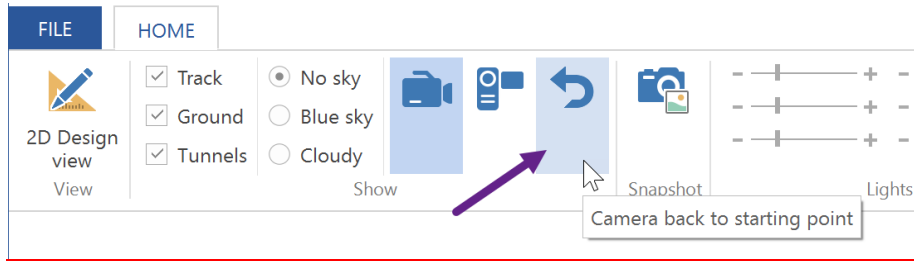 FILE
HOME
2D Design
view
View
Track
Ground
Tunnels
No sky
Blue sky
Cloudy
Show
Snapshot
Lights
Camera back to starting point